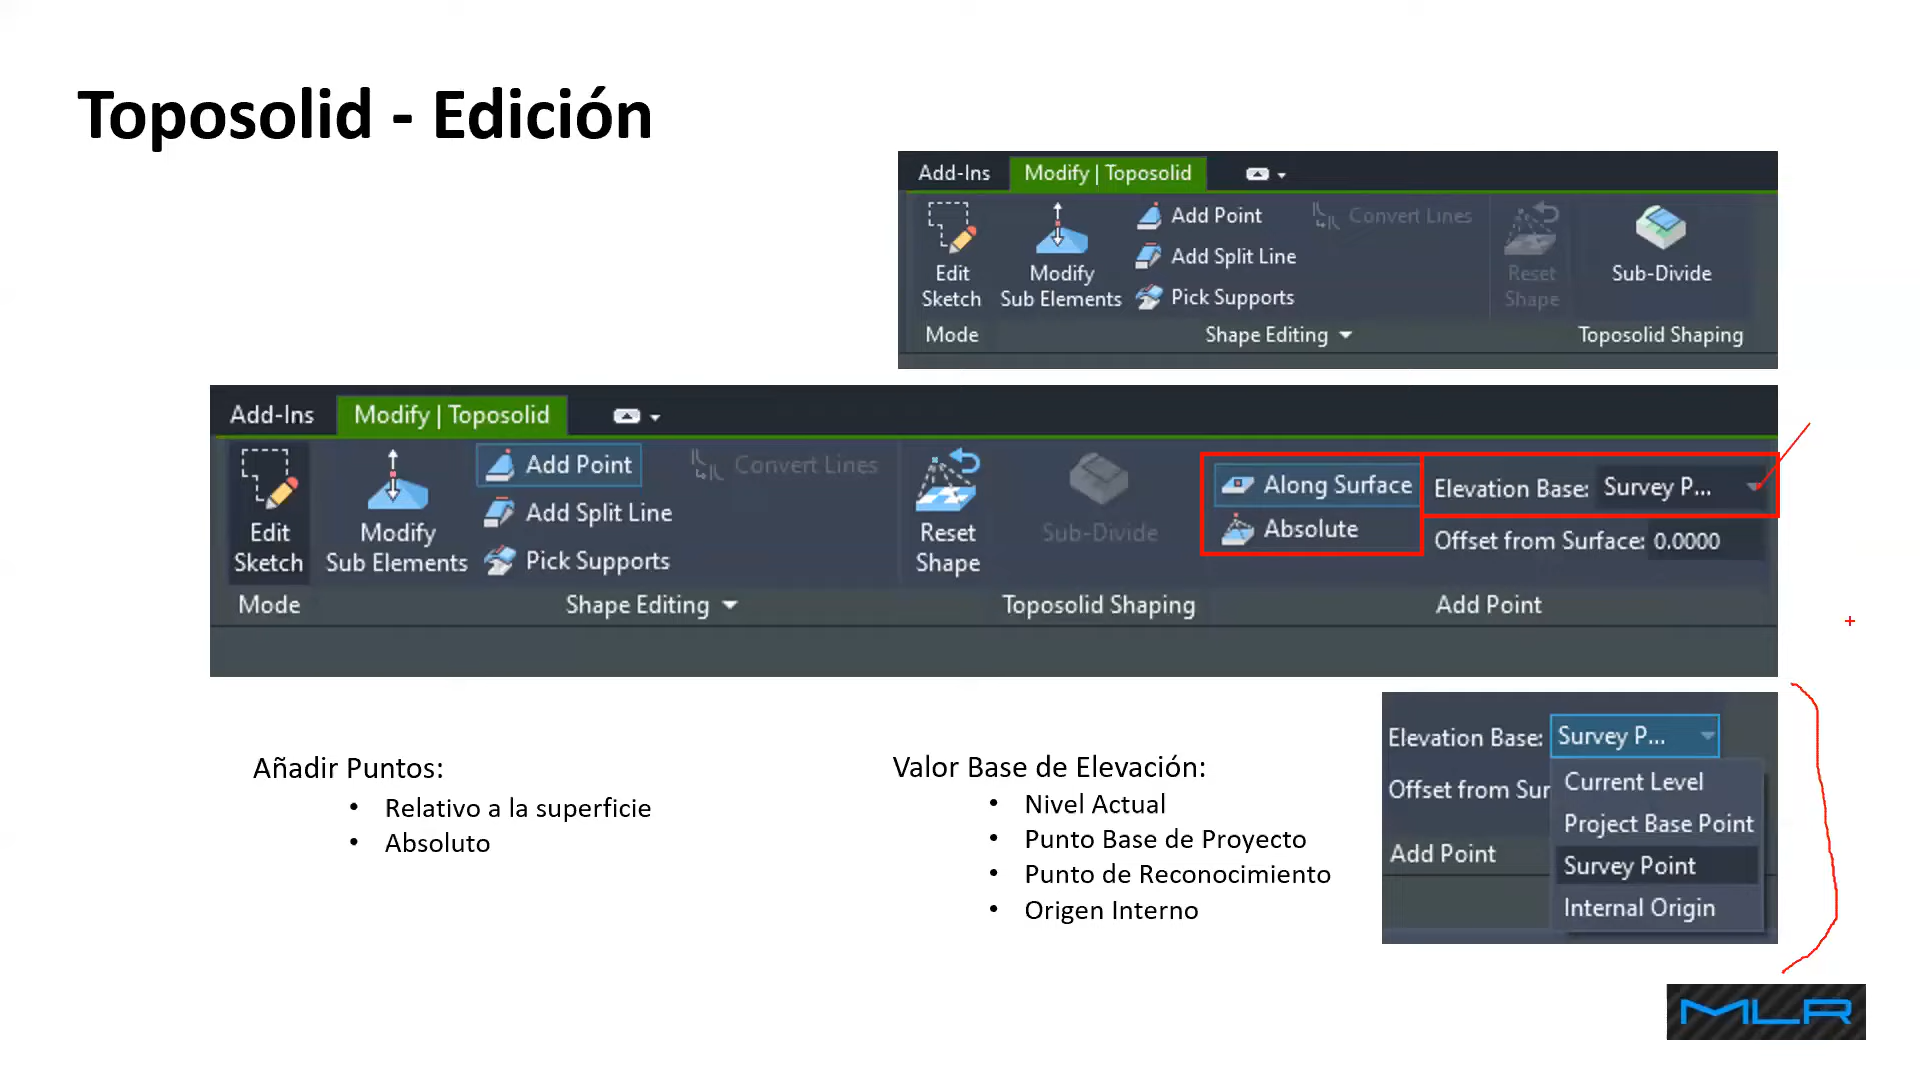 Toposolid - Edición
Add-Ins Modify | Toposolid
Add Point Convert Lines
Add Split Line
Pick Supports
Edit
Sketch
Modify
Sub Elements
Reset
Shape
Sub-Divide
Mode Shape Editing Toposolid Shaping
Add-Ins Modify | Toposolid
Add Point Convert Lines
Add Split Line
Pick Supports
Edit
Sketch
Modify
Sub Elements
Reset
Shape
Sub-Divide
Along Surface
Absolute
Elevation Base: Survey P...
Offset from Surface: 0.0000
Mode Shape Editing Toposolid Shaping Add Point
Añadir Puntos:
• Relativo a la superficie
• Absoluto
Valor Base de Elevación:
• Nivel Actual
• Punto Base de Proyecto
• Punto de Reconocimiento
• Origen Interno
Elevation Base: Survey P...
Offset from Sur
Add Point
Current Level
Project Base Point
Survey Point
Internal Origin
MLR